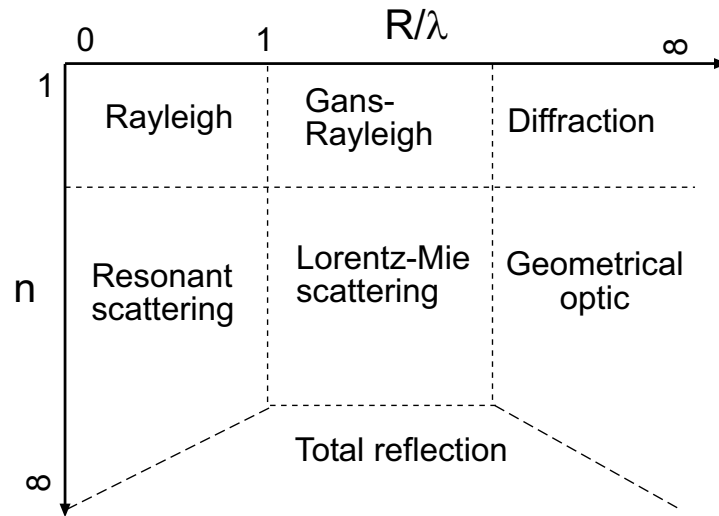 R/λ
0
1
∞
1
Rayleigh
Gans-
Rayleigh
Diffraction
n
Resonant
scattering
Lorentz-Mie
scattering
Geometrical
optic
Total reflection
∞